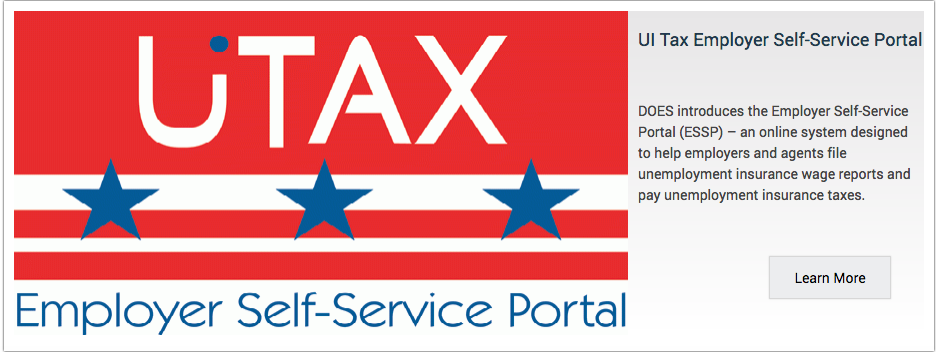 UiTAX
Employer Self-Service Portal
UI Tax Employer Self-Service Portal
DOES introduces the Employer Self-Service
Portal (ESSP) – an online system designed
to help employers and agents file
unemployment insurance wage reports and
pay unemployment insurance taxes.
Learn More